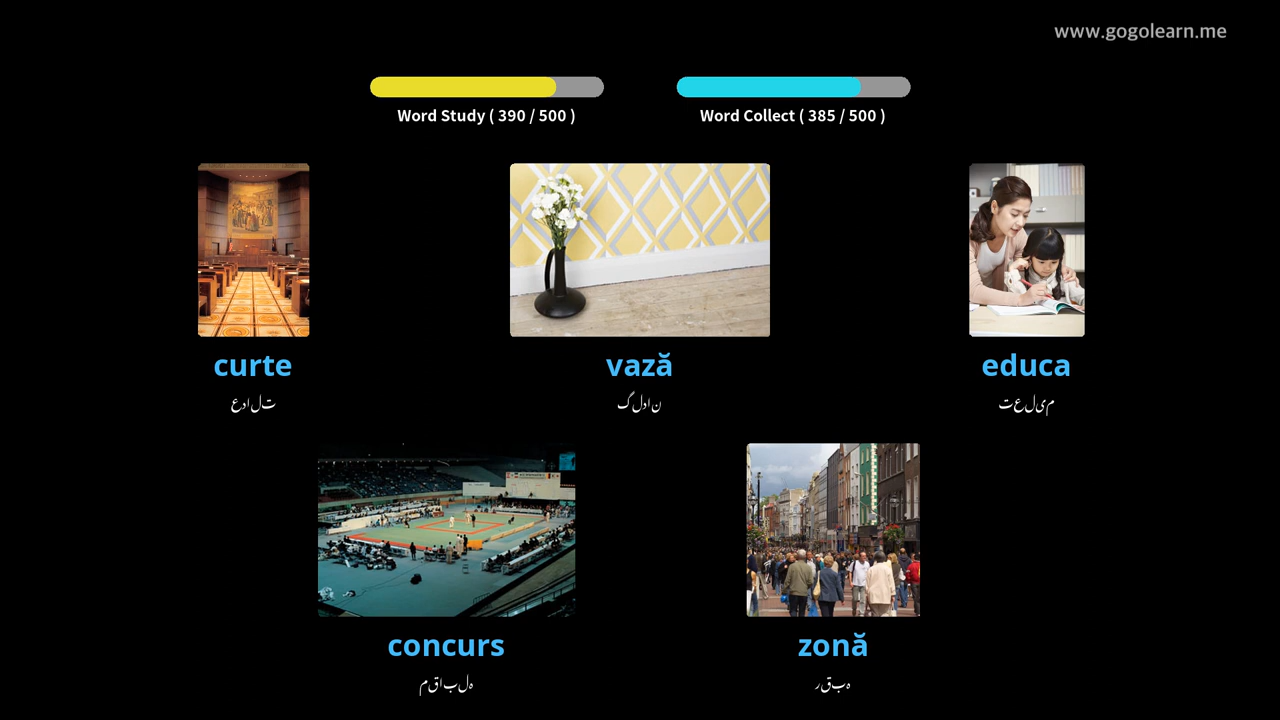 www.gogolearn.me
Word Study ( 390 / 500 )
Word Collect ( 385 / 500 )
curte
vază
educa
عدالت
گلدان
تعلیم
concurs
zonă
مقابلہ
رقبہ